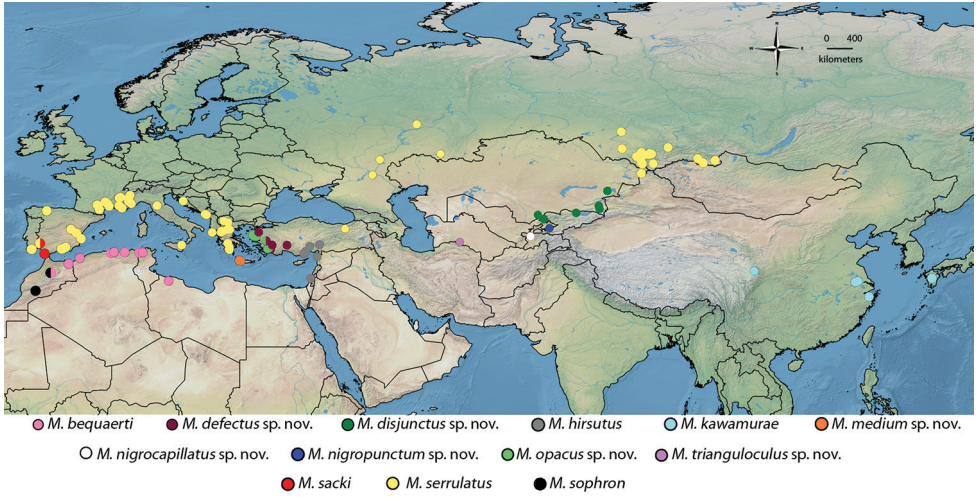 N
W E
S
0 400
kilometers
M. bequaerti M. defectus sp. nov. M. disjunctus sp. nov. M. hirsutus M. kawamurae M. medium sp. nov.
M. nigrocapillatus sp. nov. M. nigropunctum sp. nov. M. opacus sp. nov. M. trianguloculus sp. nov.
M. sacki M. serrulatus M. sophron